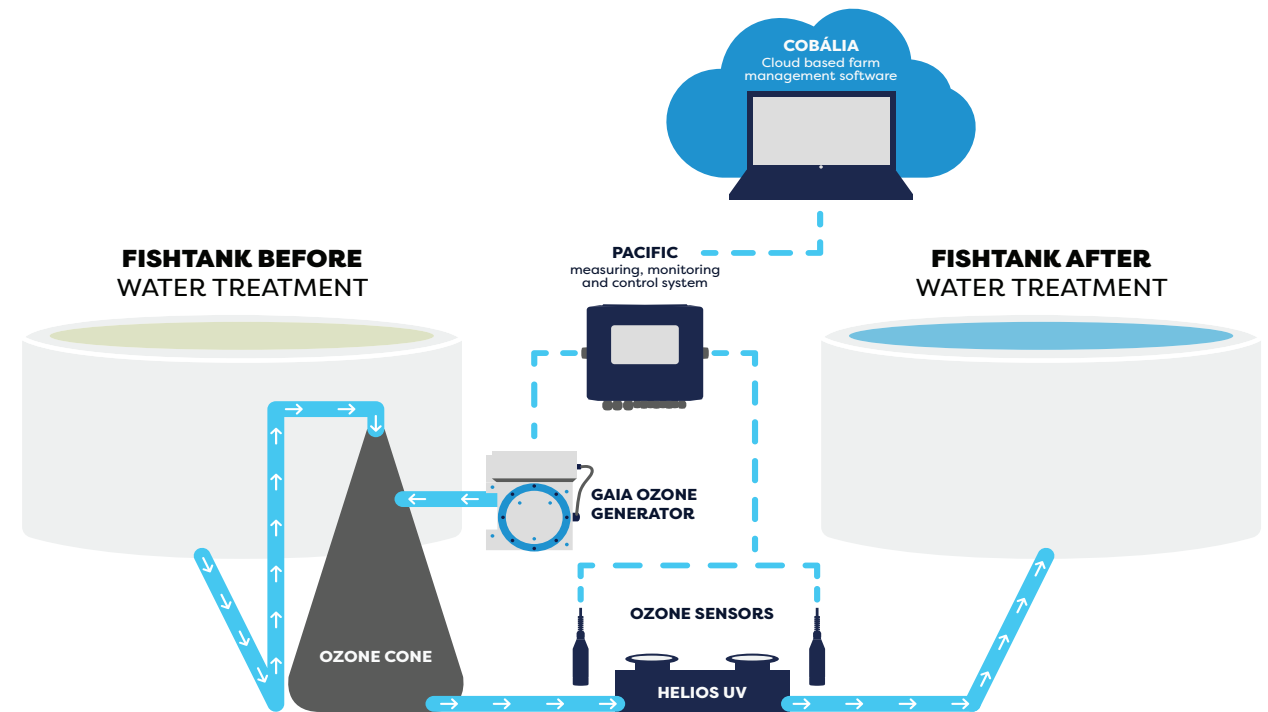 COBÁLIA
Cloud based farm
management software
PACIFIC
measuring, monitoring
and control system
FISHTANK BEFORE
WATER TREATMENT
FISHTANK AFTER
WATER TREATMENT
GAIA OZONE
GENERATOR
OZONE SENSORS
OZONE CONE
HELIOS UV